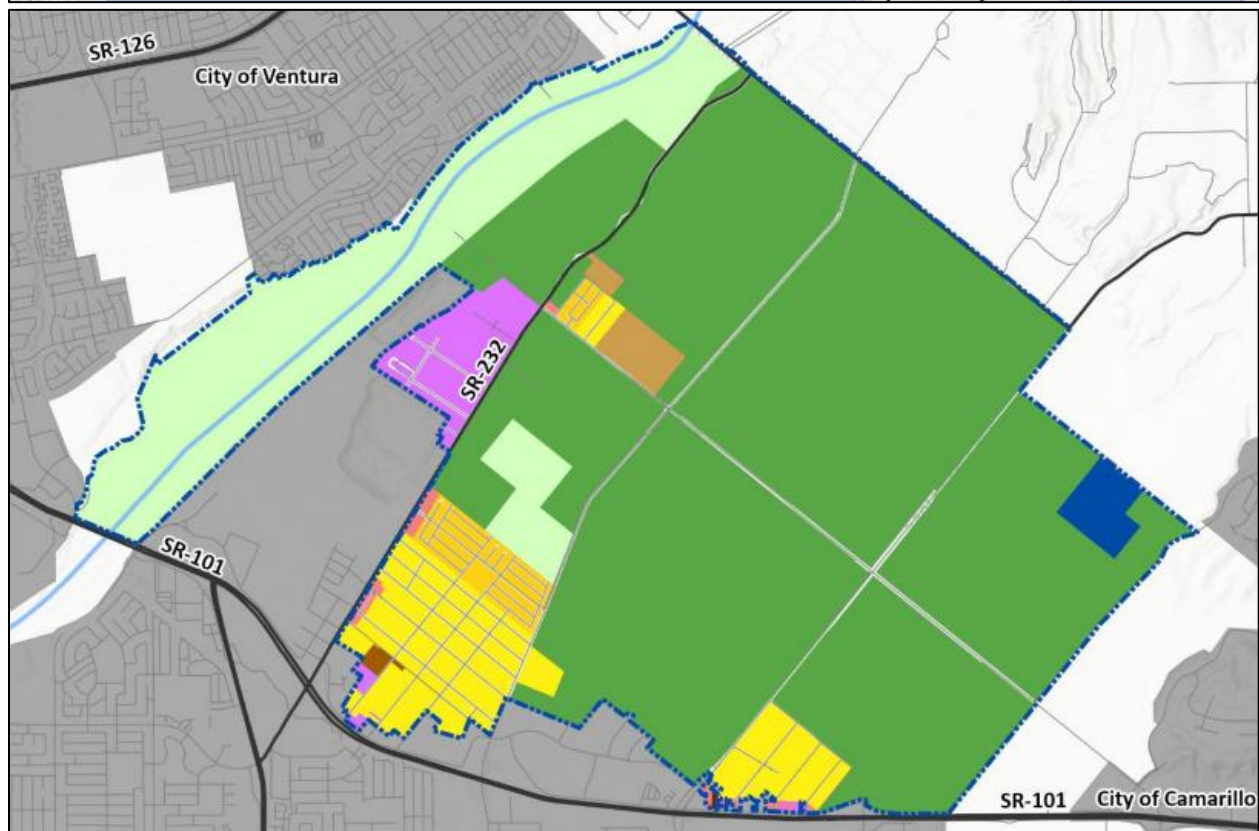 SR-126
City of Ventura
SR-232
SR-101
SR-101
City of Camarillo